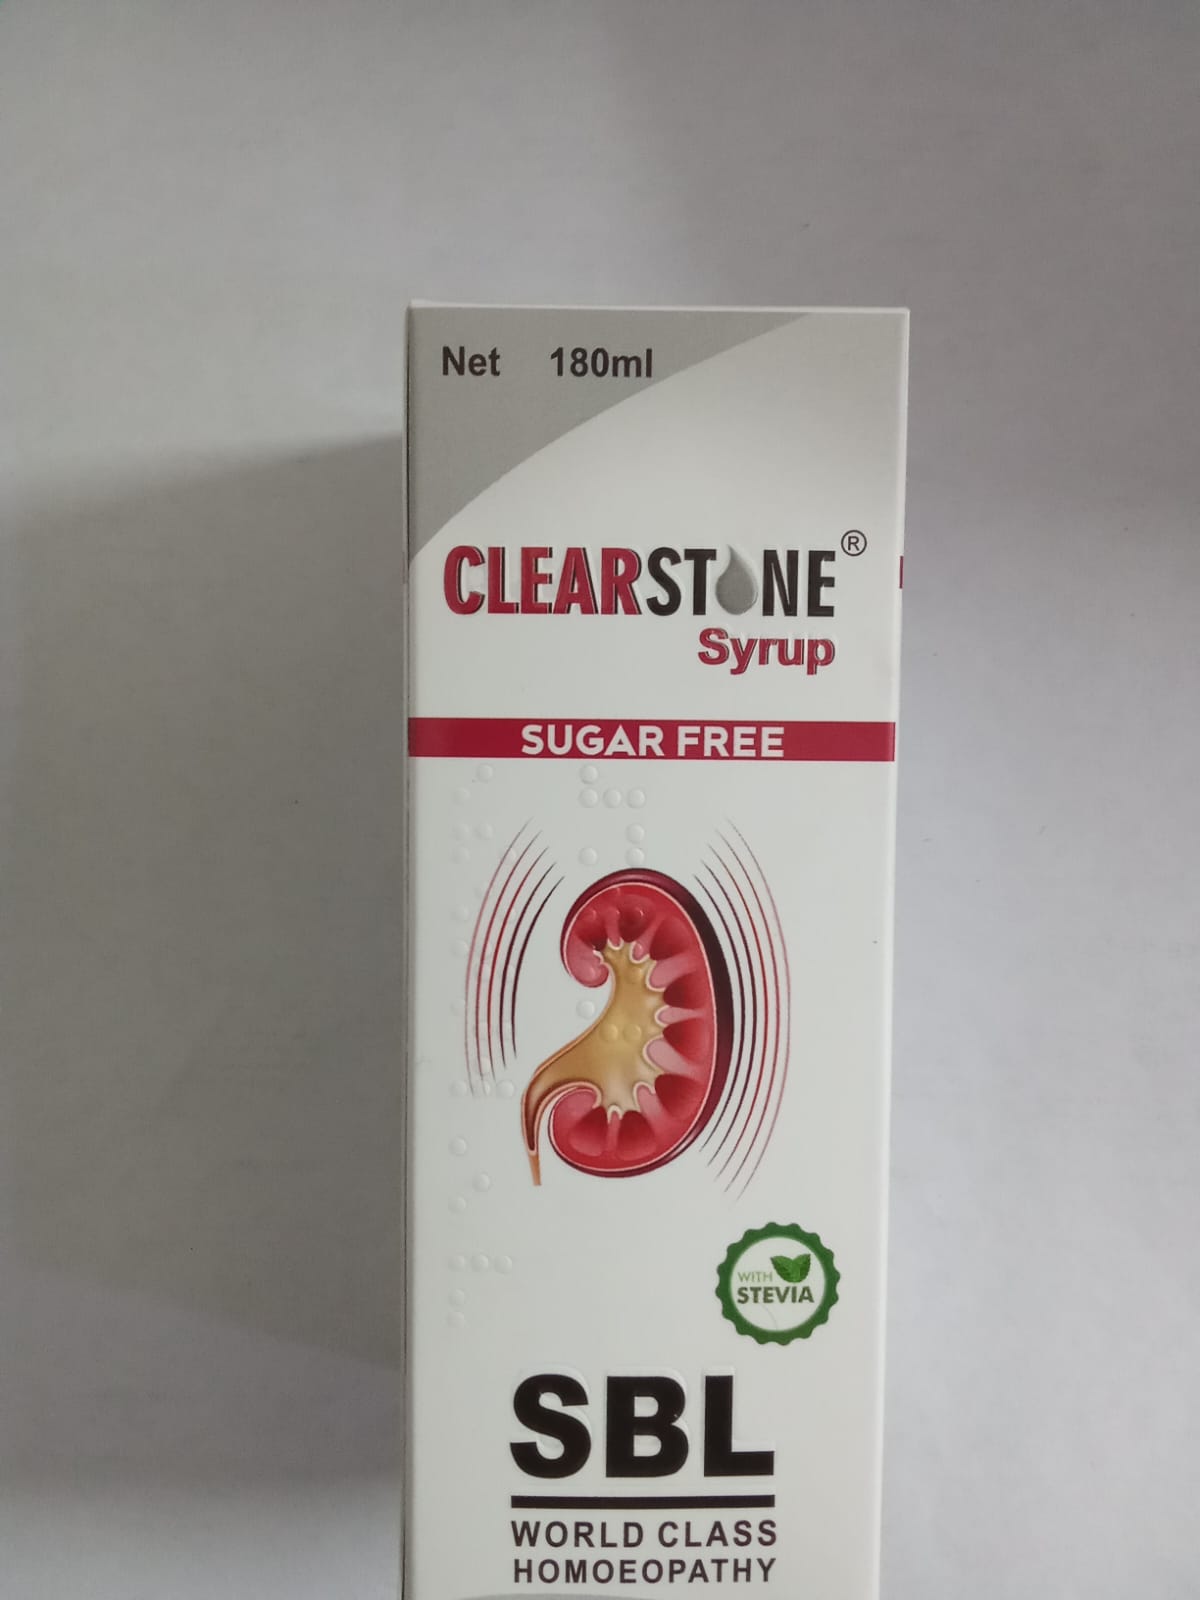 Net 180ml
CLEARSTONE®
Syrup
SUGAR FREE
WITH
STEVIA
SBL
WORLD CLASS
HOMOEOPATHY